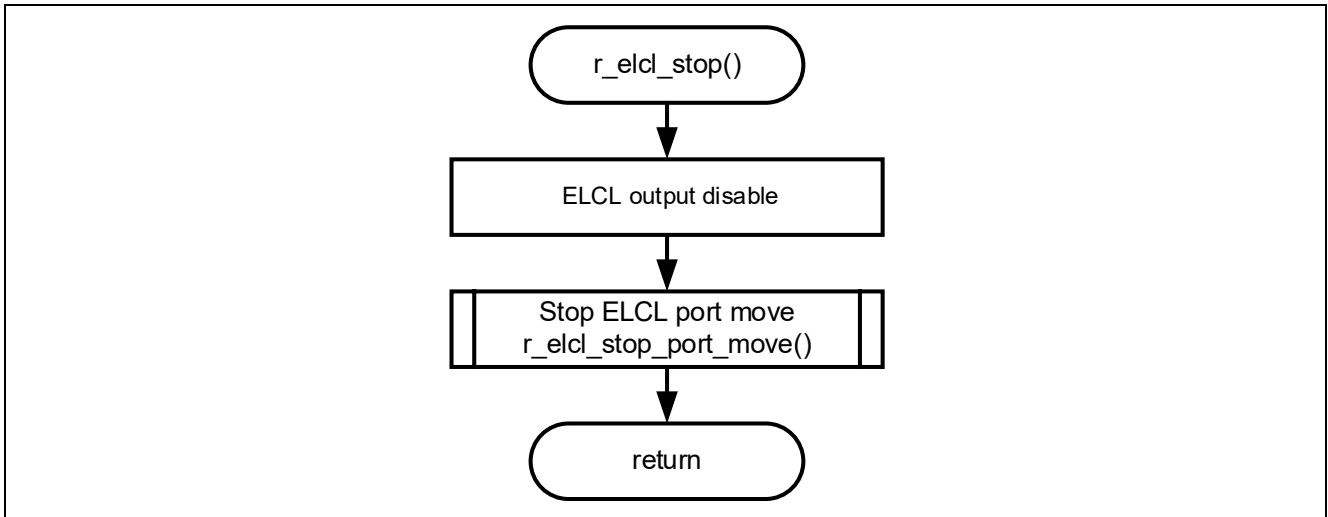 r_elcl_stop()
ELCL output disable
Stop ELCL port move
r_elcl_stop_port_move()
return